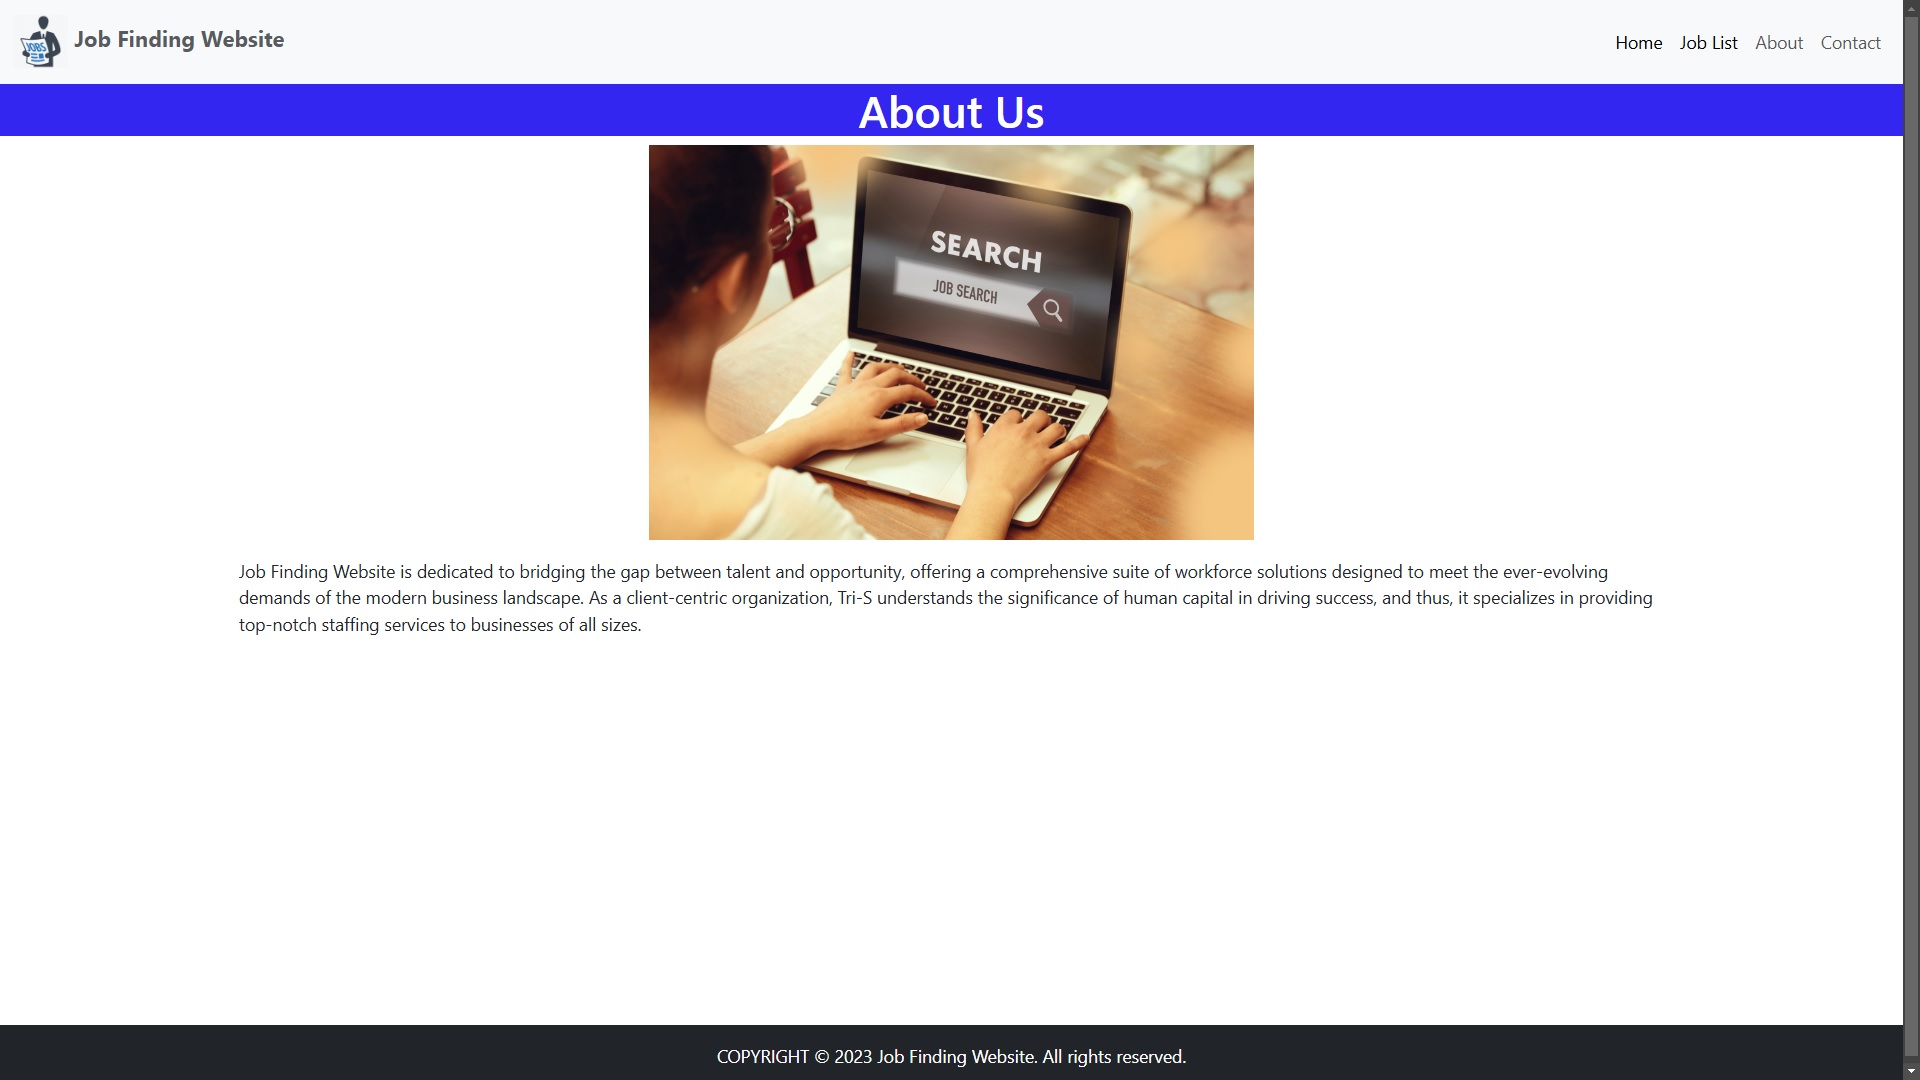 JOBS
Job Finding Website
Home Job List About Contact
About Us
SEARCH
JOB SEARCH
Job Finding Website is dedicated to bridging the gap between talent and opportunity, offering a comprehensive suite of workforce solutions designed to meet the ever-evolving
demands of the modern business landscape. As a client-centric organization, Tri-S understands the significance of human capital in driving success, and thus, it specializes in providing
top-notch staffing services to businesses of all sizes.
COPYRIGHT © 2023 Job Finding Website. All rights reserved.